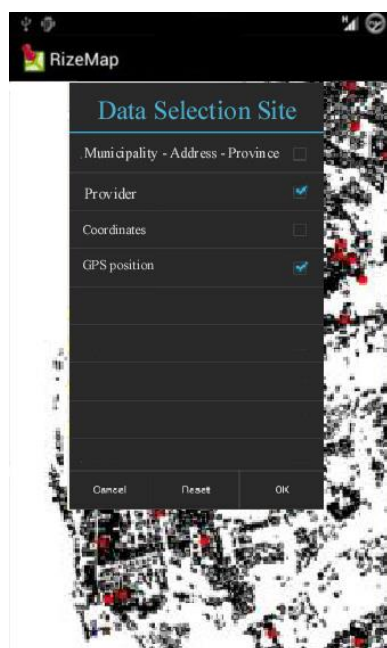 H
RizeMap
Data Selection Site
Municipality - Address - Province
Provider
Coordinates
GPS position
Cancel
Reset
OK